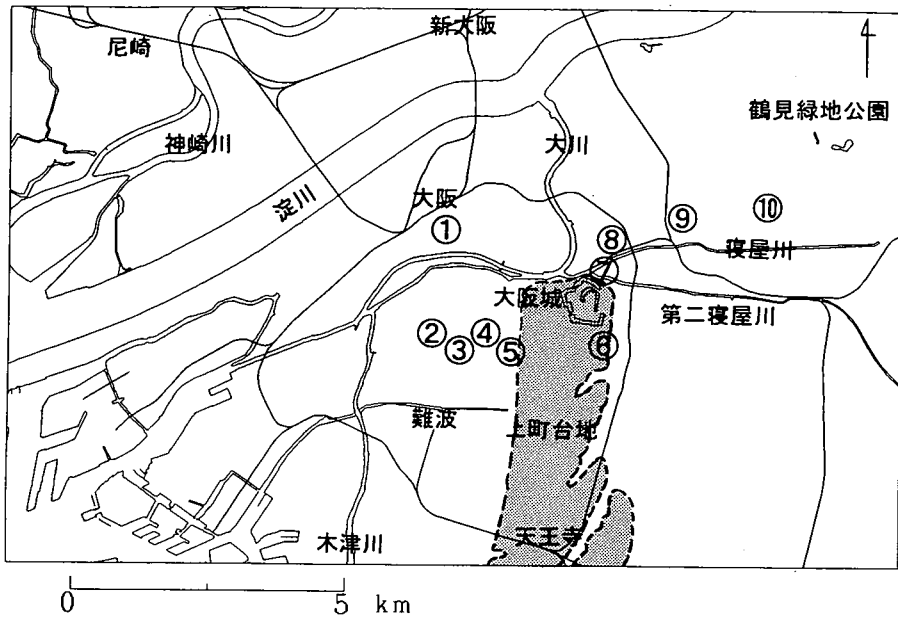 尼崎
新大阪
4
鶴見緑地公園
神崎川
大川
淀川
大阪
①
⑧
⑨
⑩
寝屋川
⑦
大阪城
第二寝屋川
②
③
④
⑤
⑥
難波
上町台地
木津川
天王寺
0 5 km